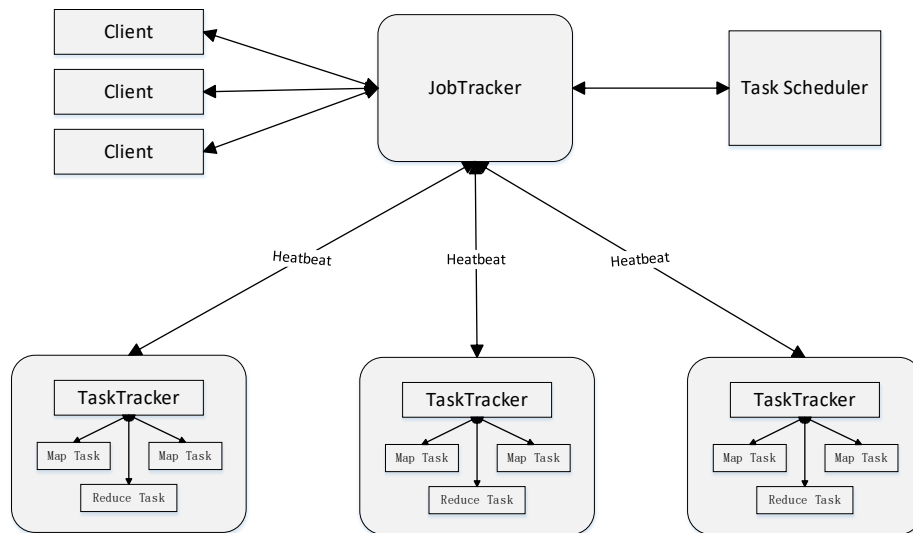 Client
Client
Client
JobTracker
Task Scheduler
Heatbeat
Heatbeat
Heatbeat
TaskTracker
Map Task
Map Task
Reduce Task
TaskTracker
Map Task
Map Task
Reduce Task
TaskTracker
Map Task
Map Task
Reduce Task